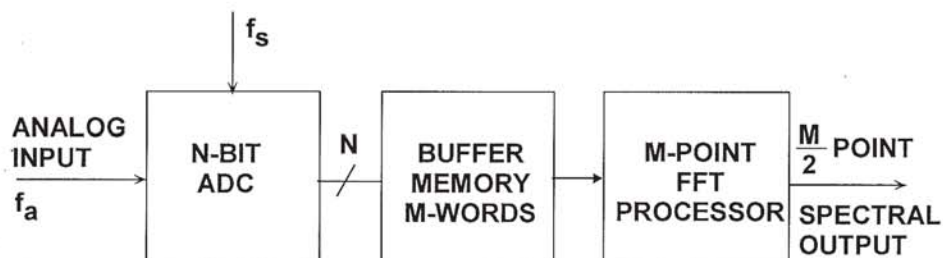 fs
ANALOG
INPUT
fa
N-BIT
ADC
N
BUFFER
MEMORY
M-WORDS
M-POINT
FFT
PROCESSOR
M
2
POINT
SPECTRAL
OUTPUT